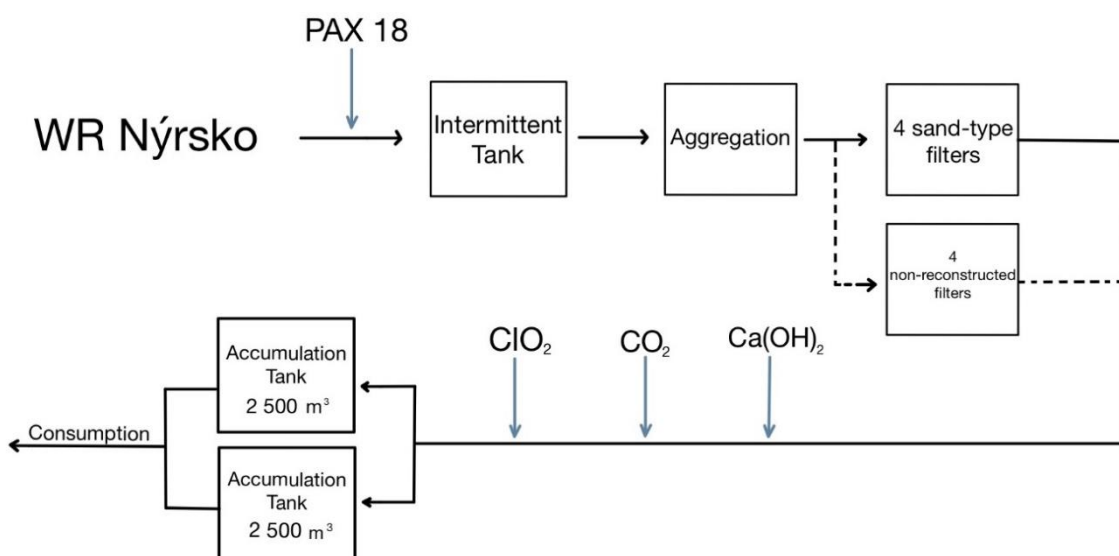 PAX 18
WR Nýrsko
Intermittent
Tank
Aggregation
4 sand-type
filters
4
non-reconstructed
filters
ClO₂
CO₂
Ca(OH)₂
Accumulation
Tank
2 500 m³
Consumption
Accumulation
Tank
2 500 m³